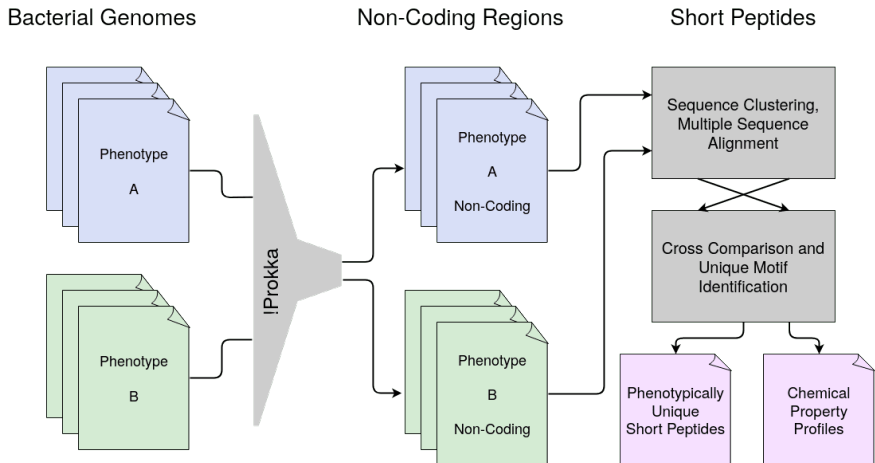 Bacterial Genomes
Non-Coding Regions
Short Peptides
Phenotype
A
Phenotype
B
!Prokka
Phenotype
A
Non-Coding
Phenotype
B
Non-Coding
Sequence Clustering,
Multiple Sequence
Alignment
Cross Comparison and
Unique Motif
Identification
Phenotypically
Unique
Short Peptides
Chemical
Property
Profiles